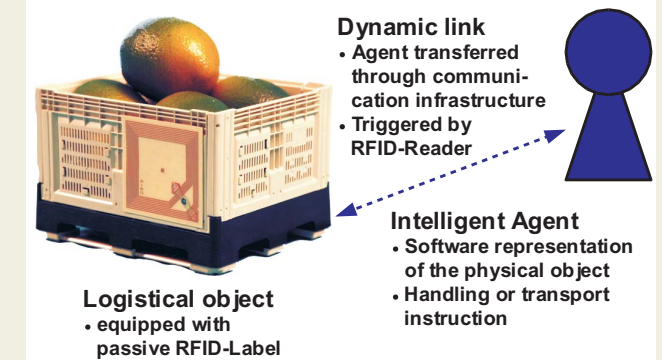 Dynamic link
• Agent transferred
through communi-
cation infrastructure
• Triggered by
RFID-Reader
Intelligent Agent
• Software representation
of the physical object
• Handling or transport
instruction
Logistical object
• equipped with
passive RFID-Label